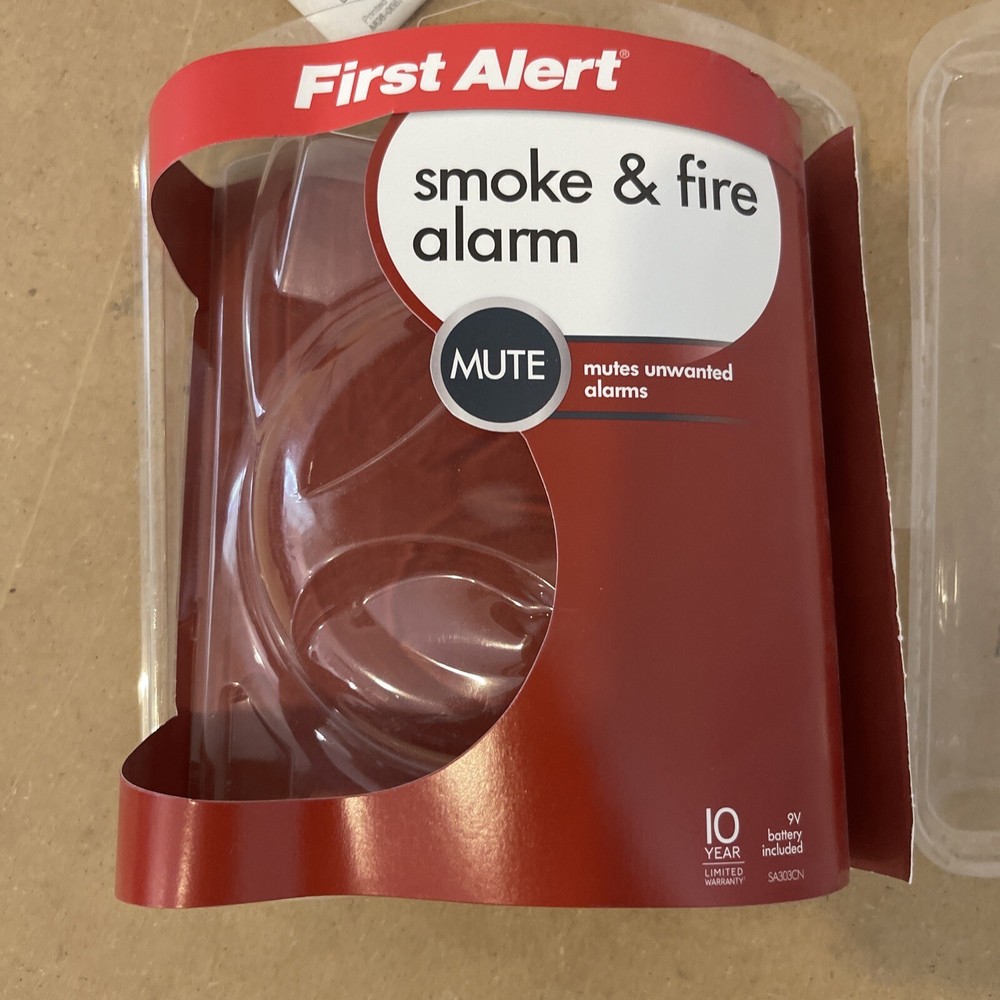 First Alert®
smoke & fire
alarm
MUTE
mutes unwanted
alarms
10
YEAR
LIMITED
WARRANTY†
9V
battery
included
SA303CN